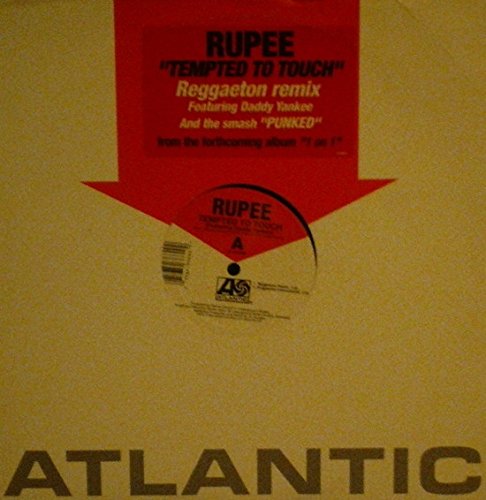 RUPEE
"TEMPTED TO TOUCH"
Reggaeton remix
Featuring Daddy Yankee
And the smash "PUNKED"
from the forthcoming album "1 on 1"
RUPEE
TEMPTED TO TOUCH
A
ATLANTIC
ATLANTIC